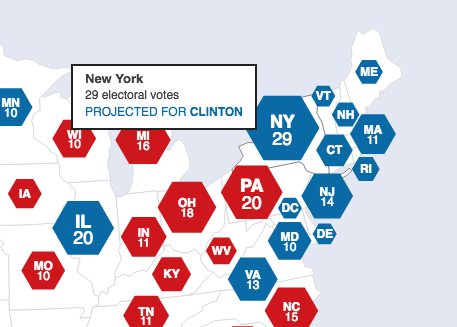 New York
29 electoral votes
PROJECTED FOR CLINTON
ME
MN
10
VT
NY
29
NH
WI
10
MI
16
MA
11
CT
RI
IA
PA
20
OH
18
NJ
14
DC
IL
20
IN
11
WV
MD
10
DE
MO
10
KY
VA
13
TN
11
NC
15